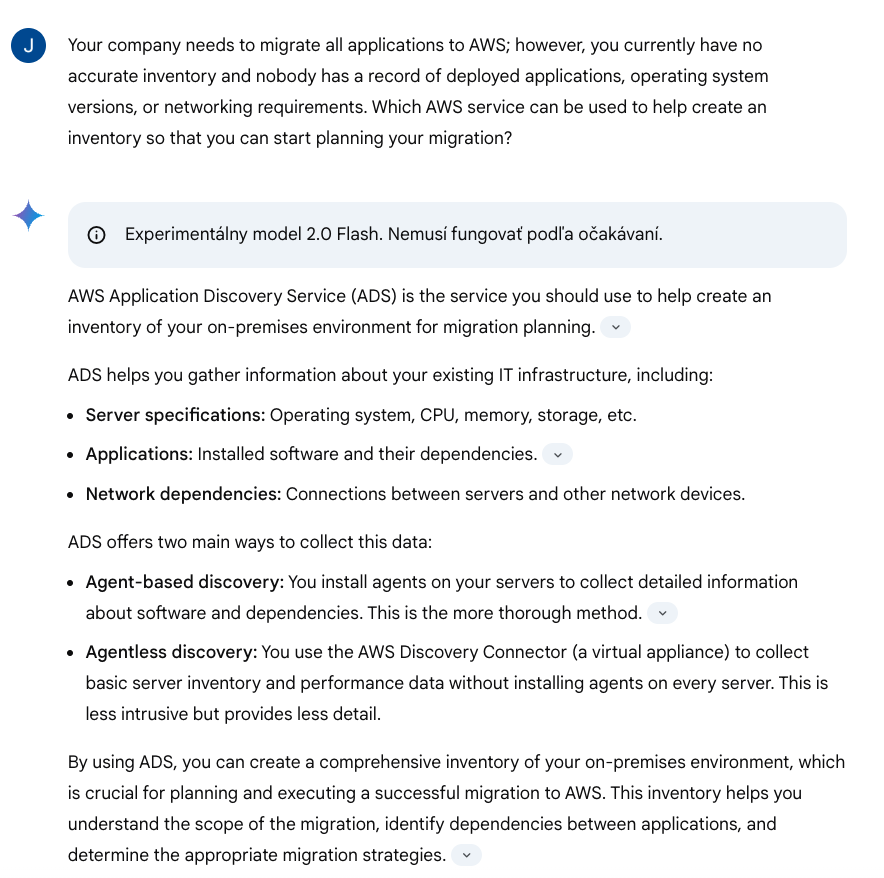 J
Your company needs to migrate all applications to AWS; however, you currently have no
accurate inventory and nobody has a record of deployed applications, operating system
versions, or networking requirements. Which AWS service can be used to help create an
inventory so that you can start planning your migration?
Experimentálny model 2.0 Flash. Nemusí fungovať podľa očakávaní.
AWS Application Discovery Service (ADS) is the service you should use to help create an
inventory of your on-premises environment for migration planning.
ADS helps you gather information about your existing IT infrastructure, including:
• Server specifications: Operating system, CPU, memory, storage, etc.
• Applications: Installed software and their dependencies.
• Network dependencies: Connections between servers and other network devices.
ADS offers two main ways to collect this data:
• Agent-based discovery: You install agents on your servers to collect detailed information
about software and dependencies. This is the more thorough method.
• Agentless discovery: You use the AWS Discovery Connector (a virtual appliance) to collect
basic server inventory and performance data without installing agents on every server. This is
less intrusive but provides less detail.
By using ADS, you can create a comprehensive inventory of your on-premises environment, which
is crucial for planning and executing a successful migration to AWS. This inventory helps you
understand the scope of the migration, identify dependencies between applications, and
determine the appropriate migration strategies.